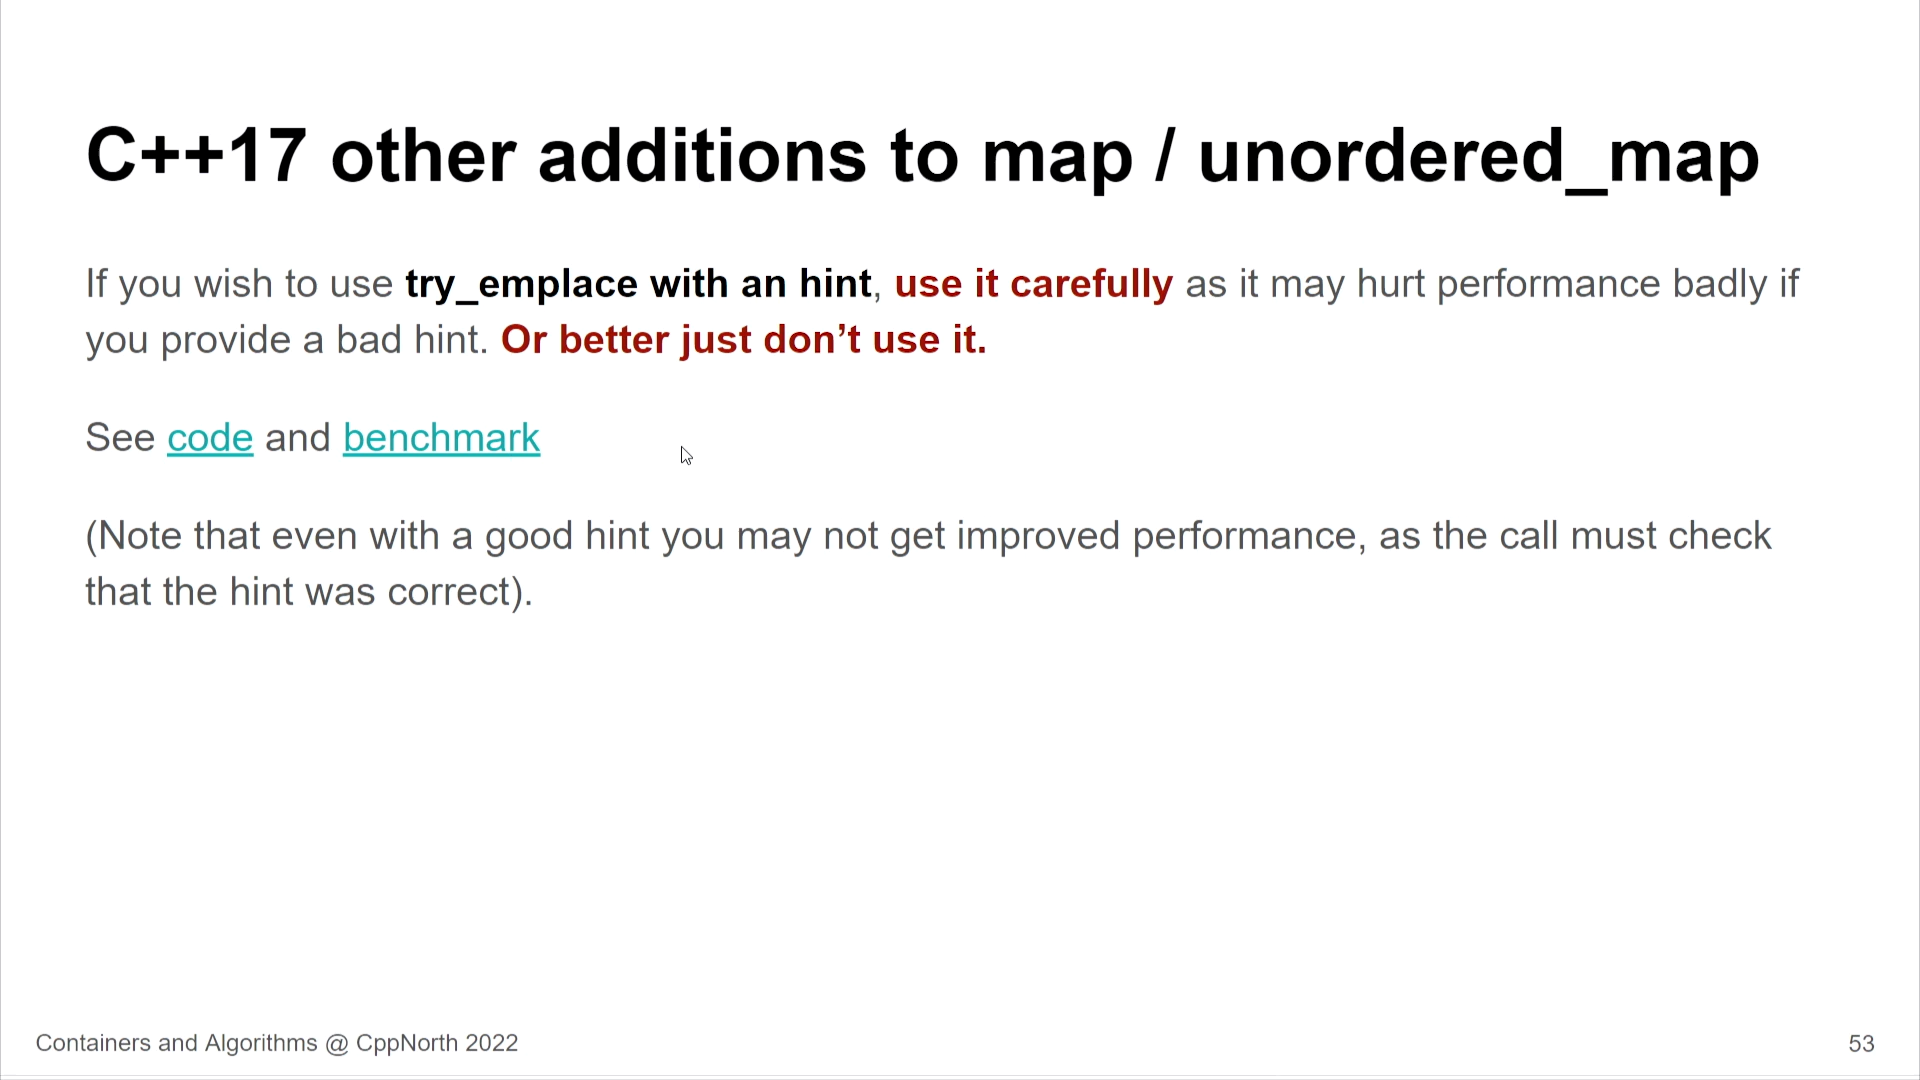 C++17 other additions to map / unordered_map
If you wish to use try_emplace with an hint, use it carefully as it may hurt performance badly if
you provide a bad hint. Or better just don’t use it.
See code and benchmark
(Note that even with a good hint you may not get improved performance, as the call must check
that the hint was correct).
Containers and Algorithms @ CppNorth 2022
53